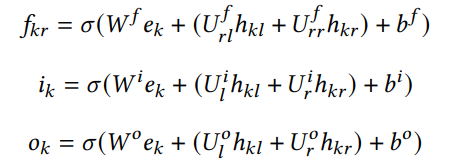 f_{kr} = σ(W^f e_k + (U^f_{rl} h_{kl} + U^f_{rr} h_{kr}) + b^f)
i_k = σ(W^i e_k + (U^i_l h_{kl} + U^i_r h_{kr}) + b^i)
o_k = σ(W^o e_k + (U^o_l h_{kl} + U^o_r h_{kr}) + b^o)